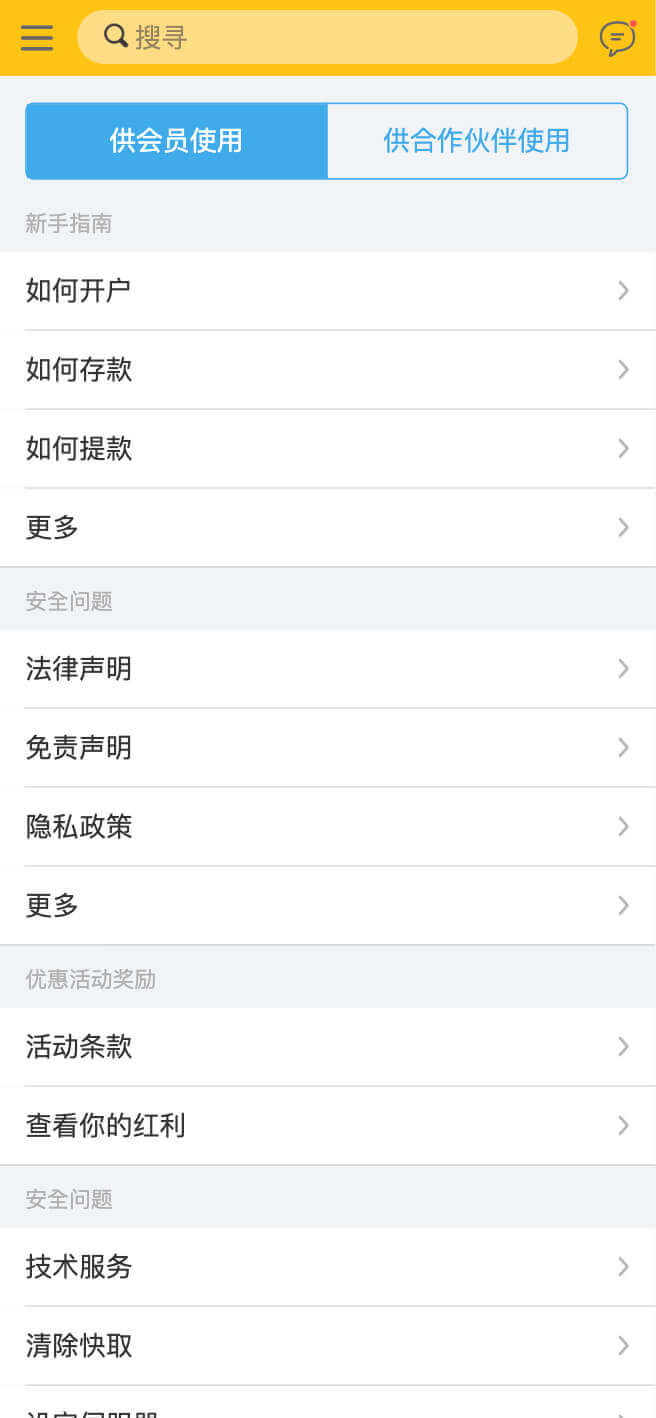 搜寻
供会员使用
供合作伙伴使用
新手指南
如何开户
如何存款
如何提款
更多
安全问题
法律声明
免责声明
隐私政策
更多
优惠活动奖励
活动条款
查看你的红利
安全问题
技术服务
清除快取